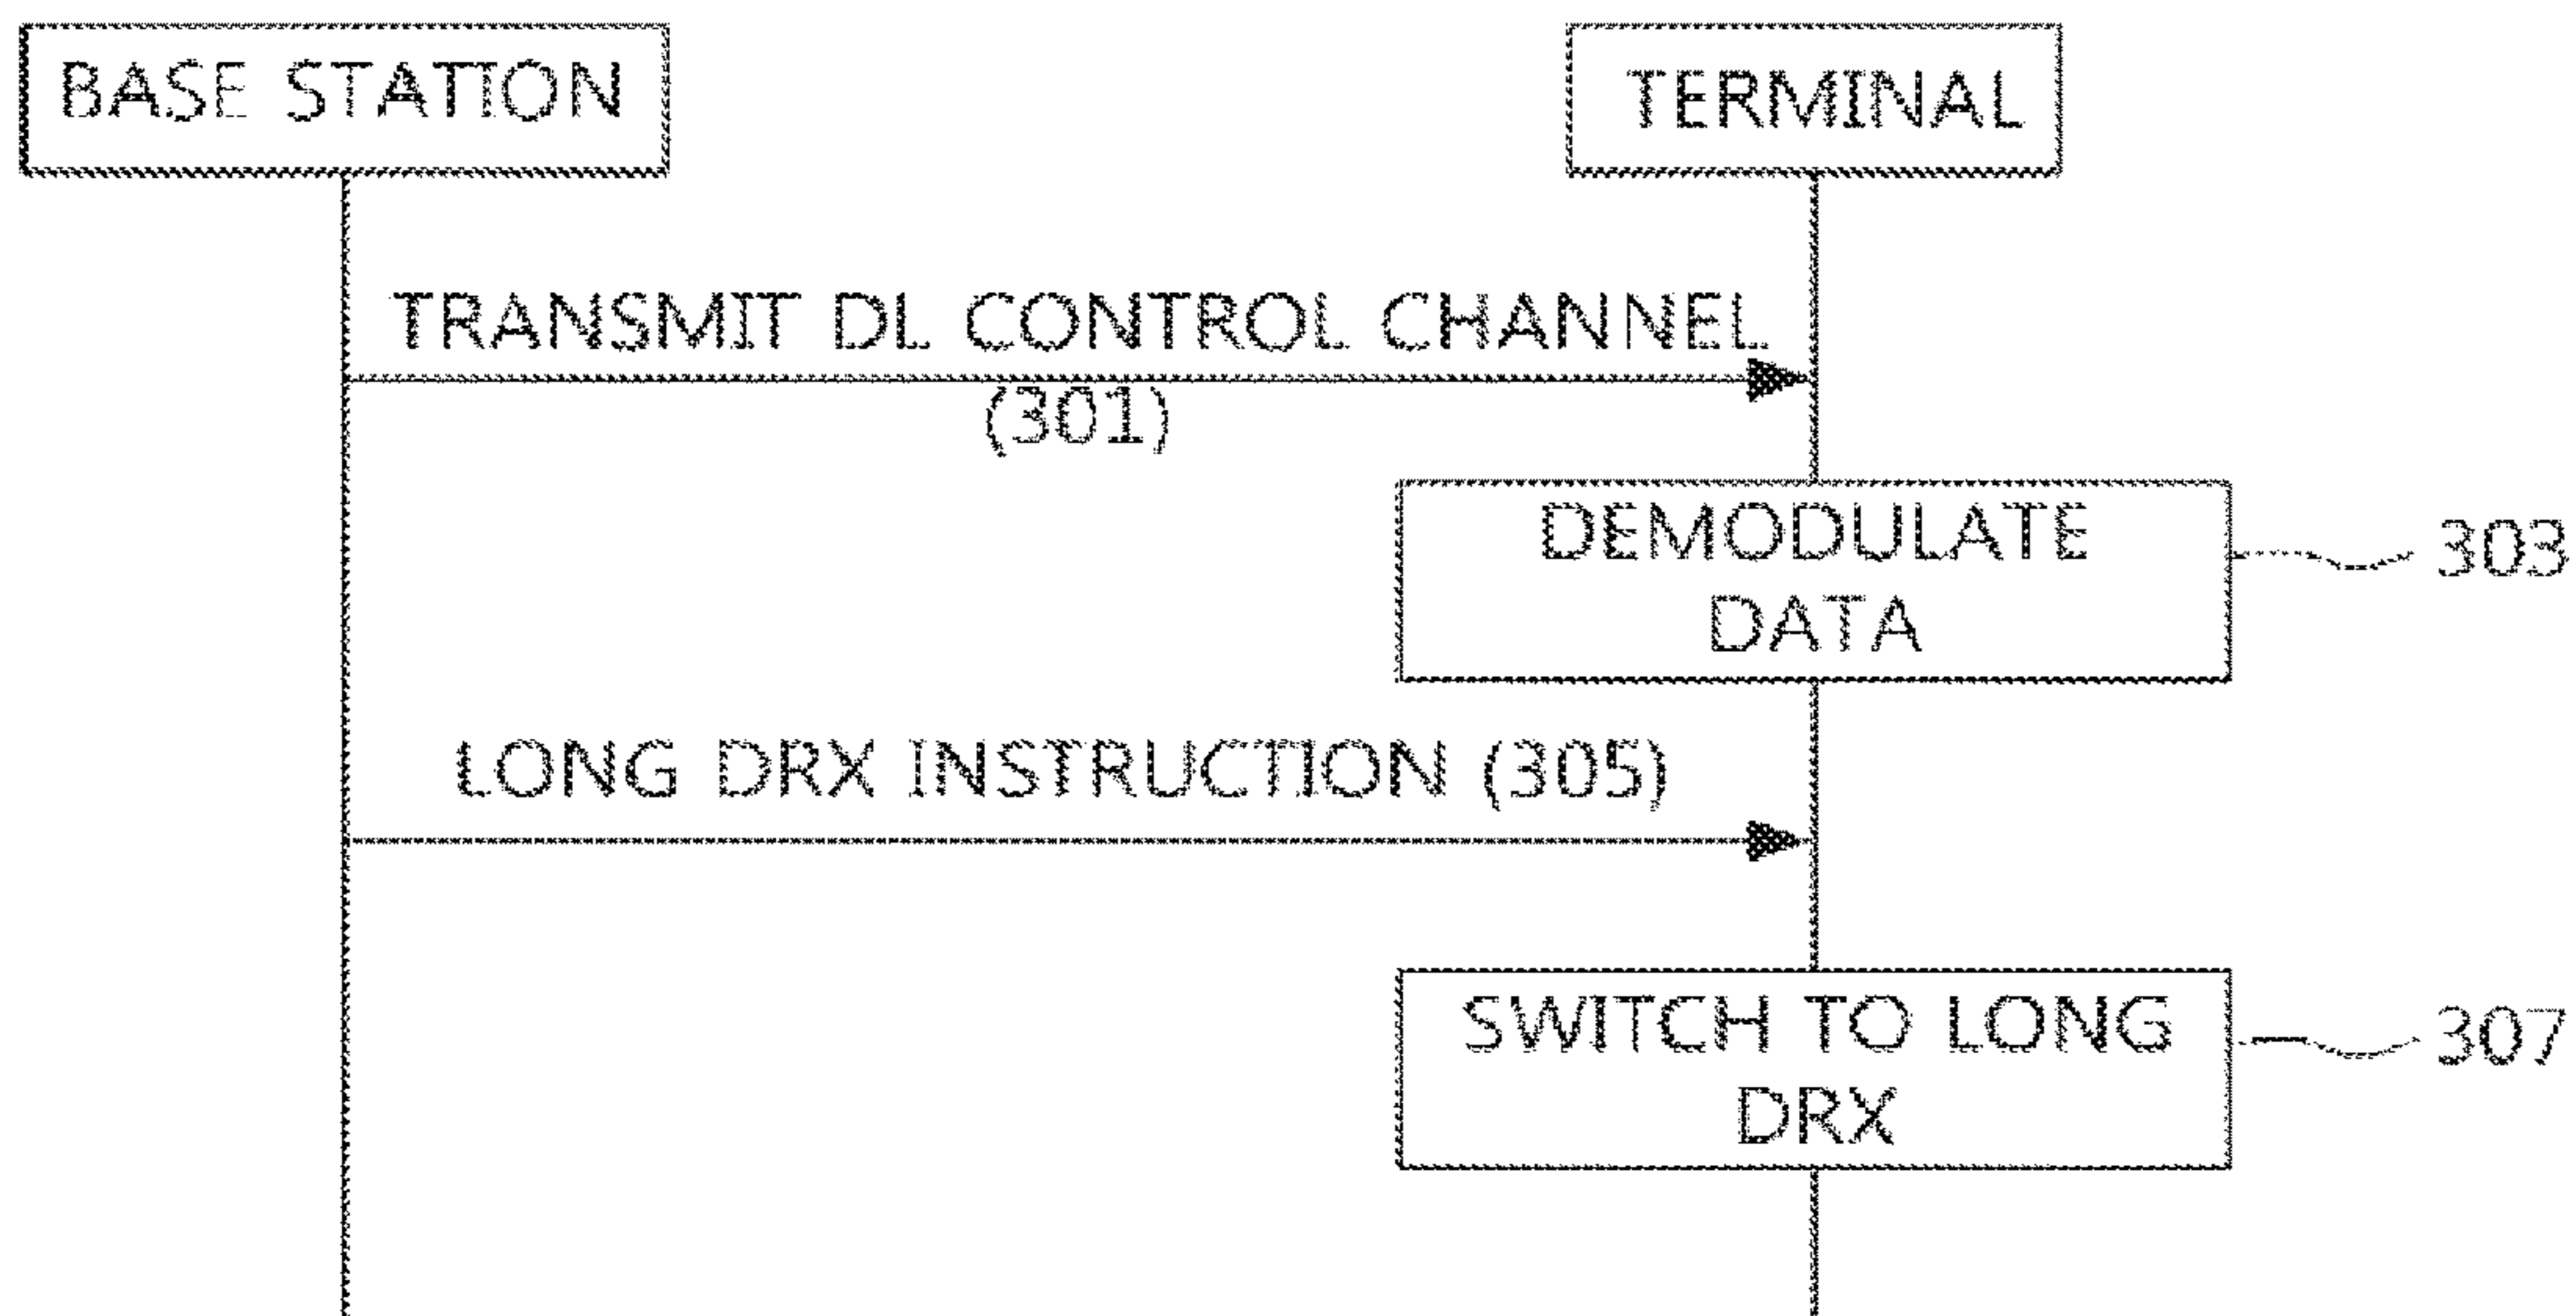 BASE STATION
TERMINAL
TRANSMIT DL CONTROL CHANNEL
(301)
DEMODULATE
DATA
303
LONG DRX INSTRUCTION (305)
SWITCH TO LONG
DRX
307